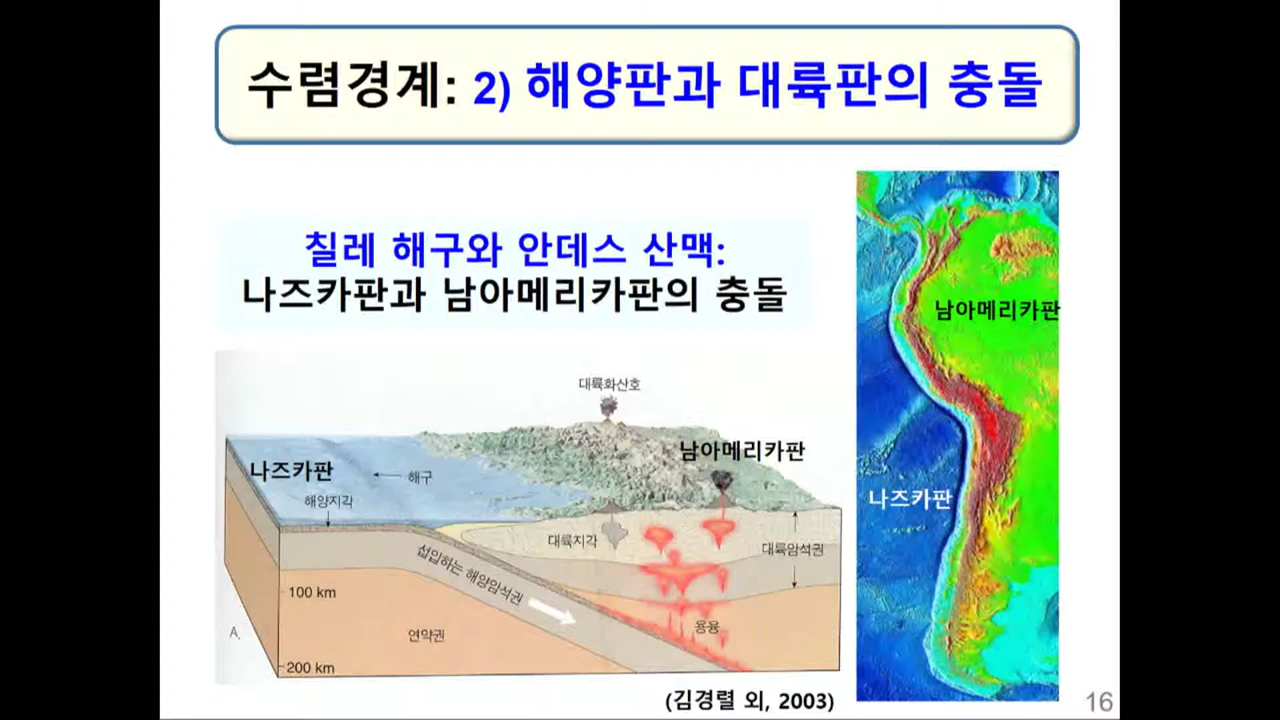 수렴경계: 2) 해양판과 대륙판의 충돌
칠레 해구와 안데스 산맥:
나즈카판과 남아메리카판의 충돌
대륙화산호
남아메리카판
나즈카판
해구
해양지각
대륙지각
대륙암석권
섭입하는 해양암석권
100 km
용융
연약권
A.
200 km
(김경렬 외, 2003)
남아메리카판
나즈카판
16